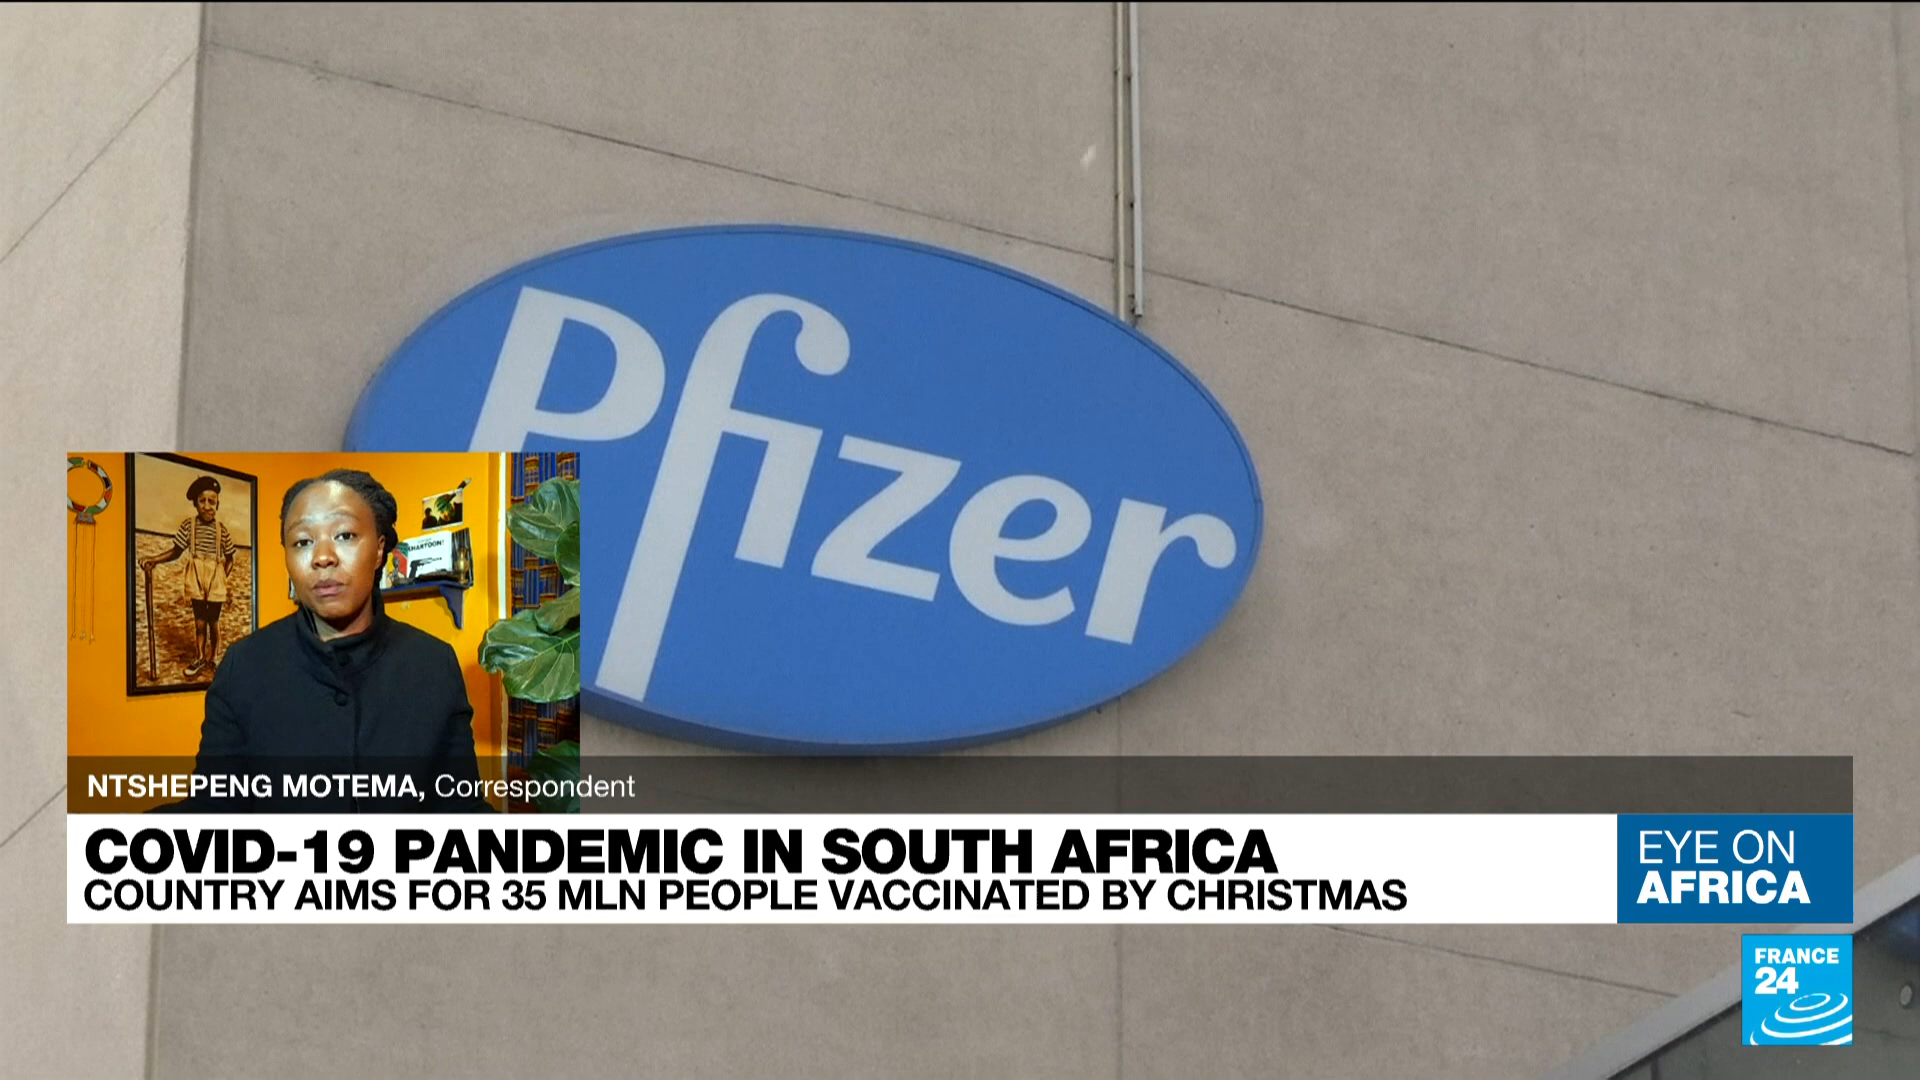 Pfizer
KHARTOUM!
NTSHEPENG MOTEMA, Correspondent
COVID-19 PANDEMIC IN SOUTH AFRICA
COUNTRY AIMS FOR 35 MLN PEOPLE VACCINATED BY CHRISTMAS
EYE ON
AFRICA
FRANCE
24